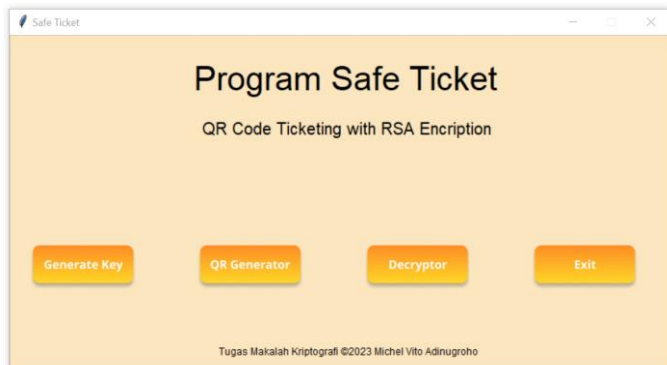 Safe Ticket
Program Safe Ticket
QR Code Ticketing with RSA Encription
Generate Key QR Generator Decryptor Exit
Tugas Makalah Kriptografi ©2023 Michel Vito Adinugroho